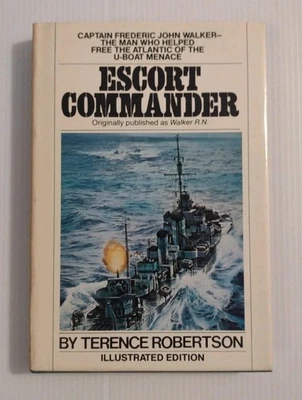 CAPTAIN FREDERIC JOHN WALKER—
THE MAN WHO HELPED
FREE THE ATLANTIC OF THE
U-BOAT MENACE
ESCORT
COMMANDER
Originally published as Walker R.N.
BY TERENCE ROBERTSON
ILLUSTRATED EDITION